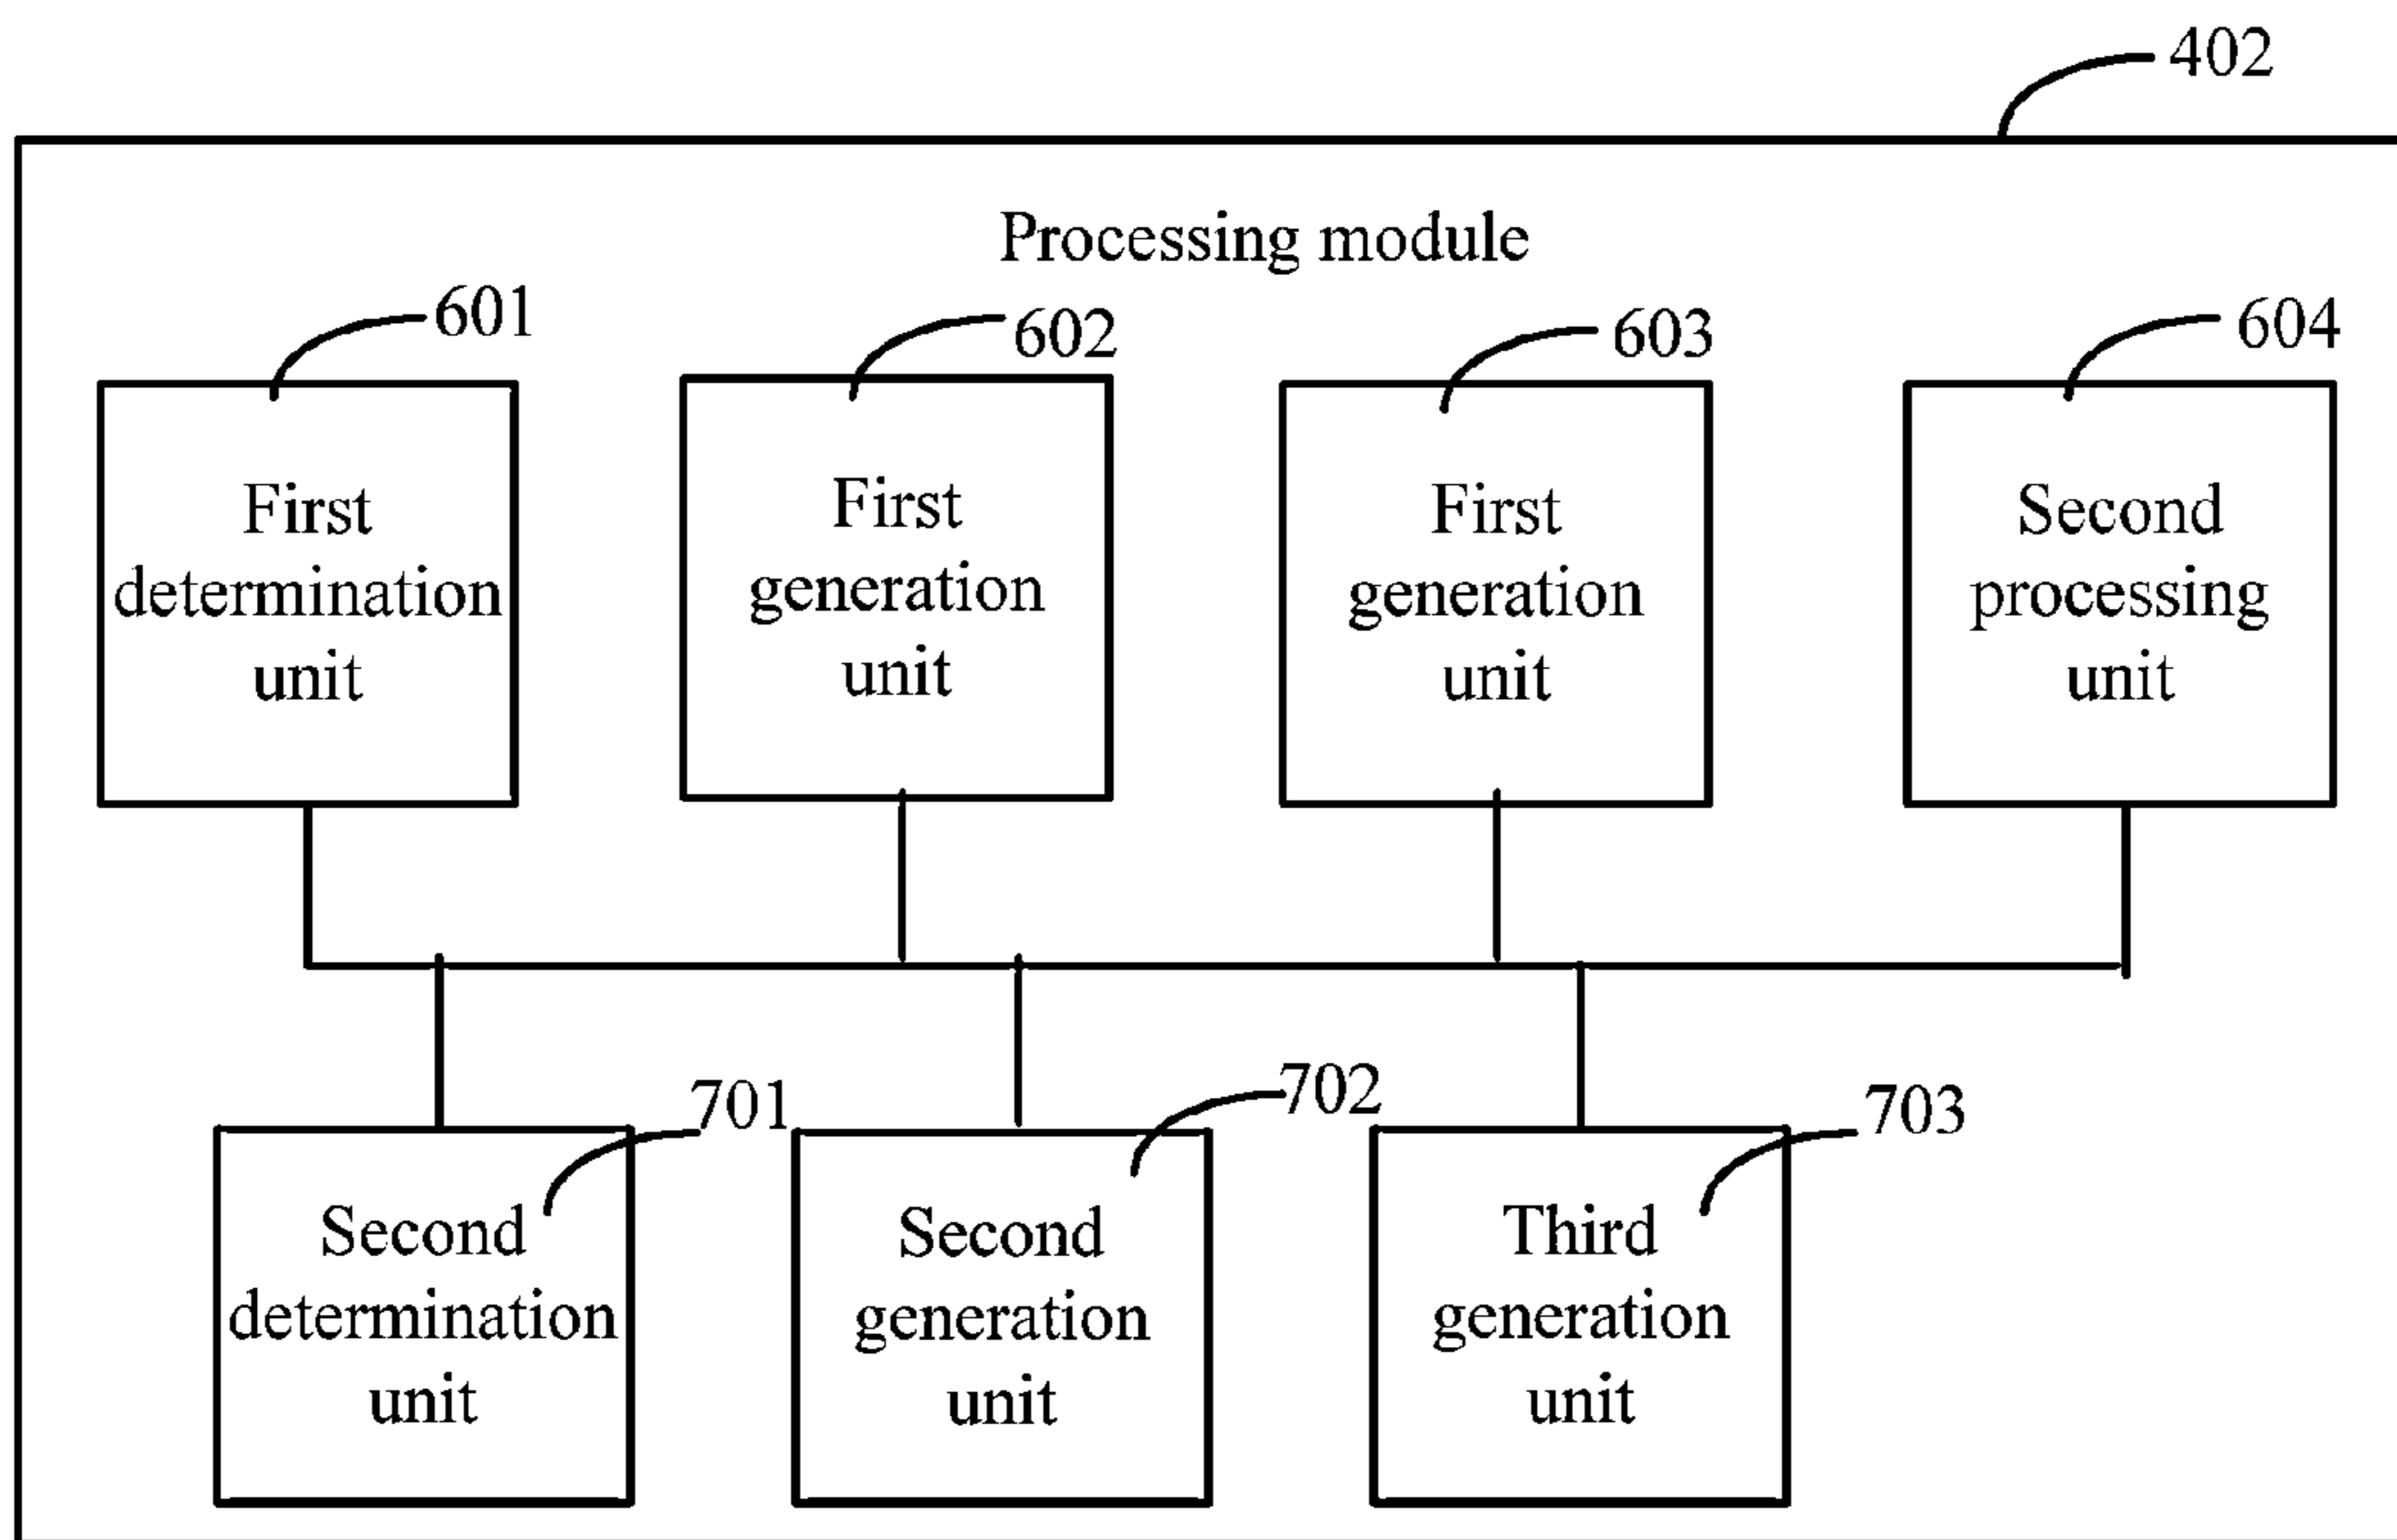 402
Processing module
601
602
603
604
First
determination
unit
First
generation
unit
First
generation
unit
Second
processing
unit
701
702
703
Second
determination
unit
Second
generation
unit
Third
generation
unit